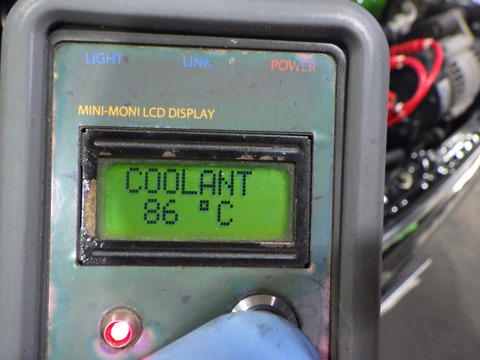 LIGHT LINK POWER
MINI-MONI LCD DISPLAY
COOLANT
86 °C